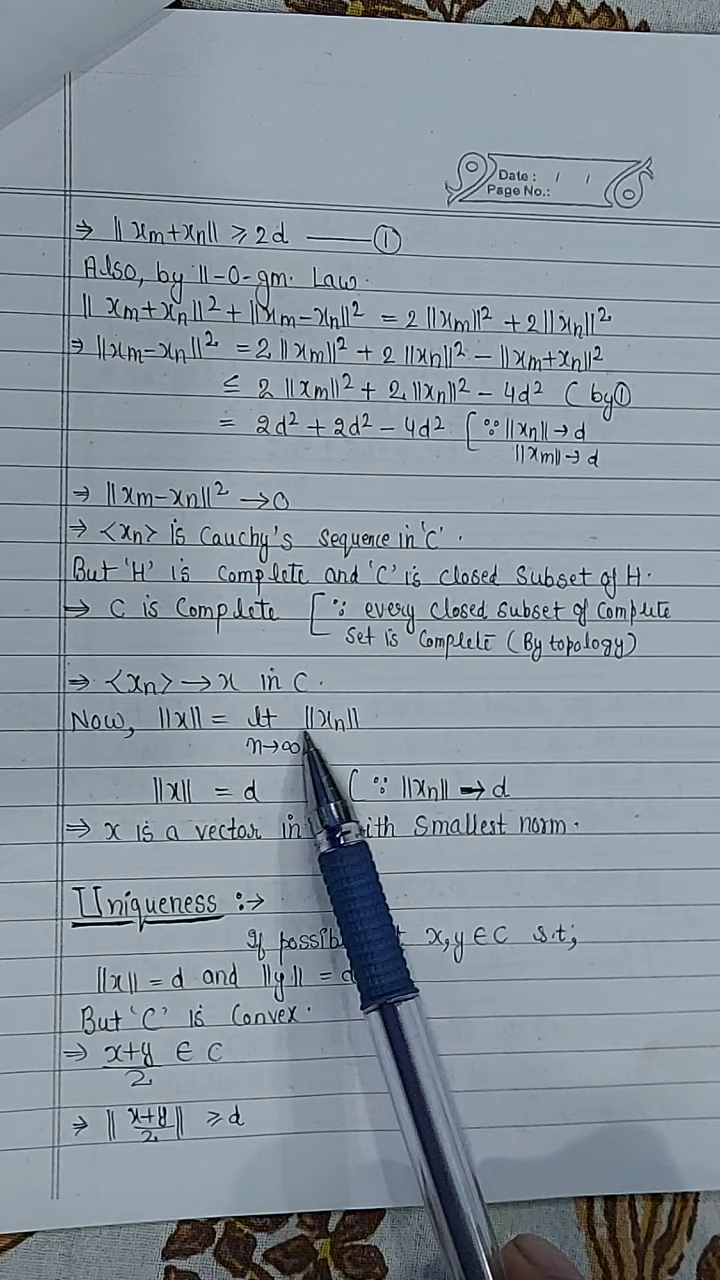 Date: / /
Page No.:
⇒ ||xm+xn|| ⩾ 2d —— ①
Also, by ||-o-gm. Law.
||xm+xn||² + ||xm-xn||² = 2||xm||² + 2||xn||²
⇒ ||xm-xn||² = 2||xm||² + 2||xn||² - ||xm+xn||²
≤ 2||xm||² + 2||xn||² - 4d² (by①
= 2d² + 2d² - 4d² [∵ ||xn|| → d
||xm|| → d
⇒ ||xm-xn||² → 0
⇒ <xn> is Cauchy's sequence in 'C'.
But 'H' is complete and 'C' is closed subset of H.
⇒ C is Complete [∵ every closed subset of complete
set is complete (By topology)
⇒ <xn> → x in C.
Now, ||x|| = lt ||xn||
n→∞
||x|| = d (∵ ||xn|| → d
⇒ x is a vector in smallest norm.
Uniqueness :→
If x,y ∈ C s.t;
||x|| = d and ||y|| =
But 'C' is Convex.
⇒ x+y/2 ∈ C
⇒ ||x+y/2|| ⩾ d